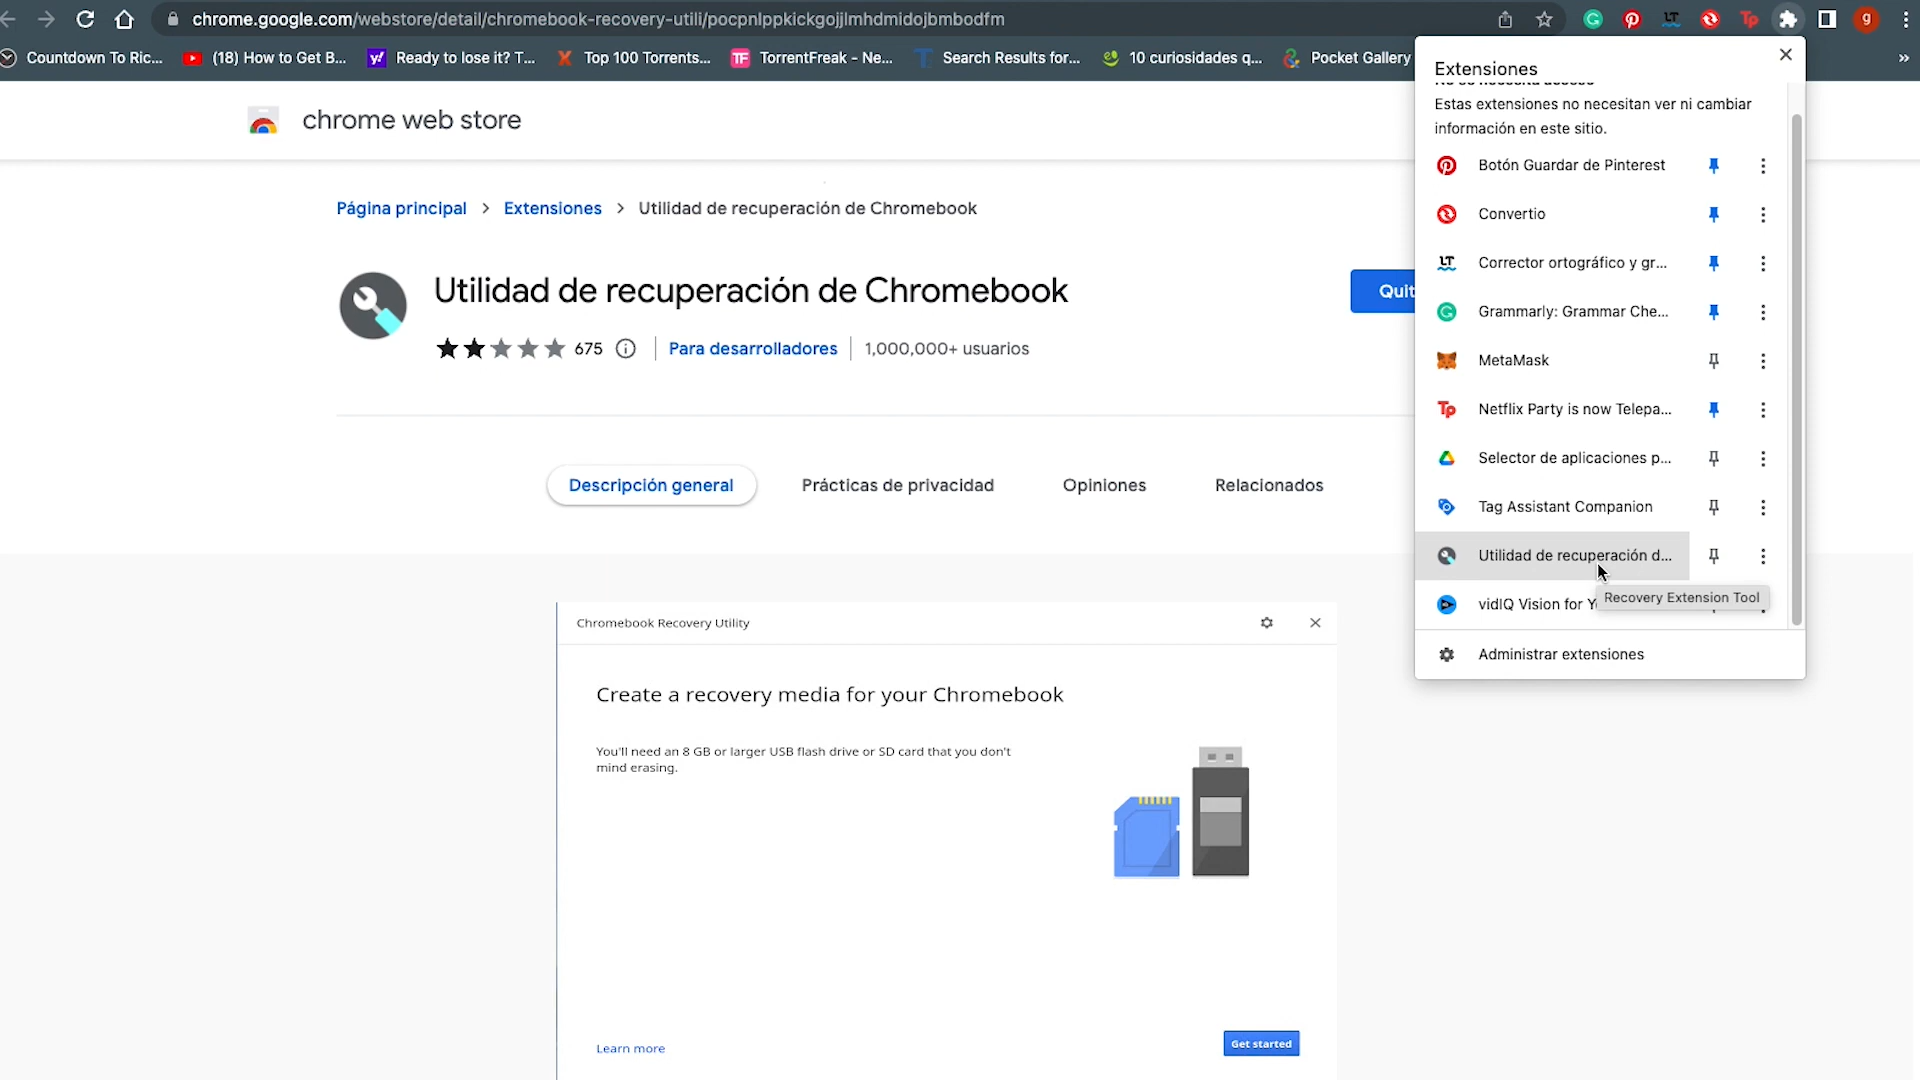 chrome.google.com/webstore/detail/chromebook-recovery-utili/pocpnlppkickgojjlmhdmidojbmbodfm
g
Countdown To Ric...
(18) How to Get B...
Ready to lose it? T...
Top 100 Torrents...
TorrentFreak - Ne...
Search Results for...
10 curiosidades q...
Pocket Gallery
»
chrome web store
Página principal > Extensiones > Utilidad de recuperación de Chromebook
Utilidad de recuperación de Chromebook
Quit
675
Para desarrolladores
1,000,000+ usuarios
Descripción general
Prácticas de privacidad
Opiniones
Relacionados
Chromebook Recovery Utility
Create a recovery media for your Chromebook
You'll need an 8 GB or larger USB flash drive or SD card that you don't
mind erasing.
Learn more
Get started
Extensiones
No se necesita acceso
Estas extensiones no necesitan ver ni cambiar
información en este sitio.
Botón Guardar de Pinterest
Convertio
Corrector ortográfico y gr...
Grammarly: Grammar Che...
MetaMask
Netflix Party is now Telepa...
Selector de aplicaciones p...
Tag Assistant Companion
Utilidad de recuperación d...
vidIQ Vision for Y
Recovery Extension Tool
Administrar extensiones